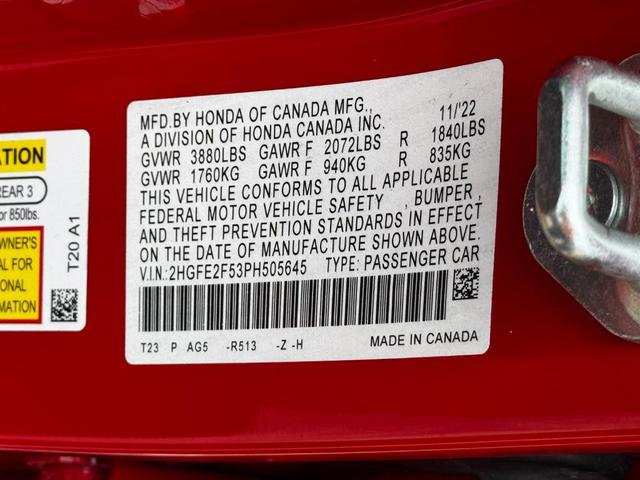 MFD.BY HONDA OF CANADA MFG., 11/'22
A DIVISION OF HONDA CANADA INC.
GVWR 3880LBS GAWR F 2072LBS R 1840LBS
GVWR 1760KG GAWR F 940KG R 835KG
THIS VEHICLE CONFORMS TO ALL APPLICABLE
FEDERAL MOTOR VEHICLE SAFETY , BUMPER,
AND THEFT PREVENTION STANDARDS IN EFFECT
ON THE DATE OF MANUFACTURE SHOWN ABOVE.
V.I.N.:2HGFE2F53PH505645 TYPE: PASSENGER CAR
T23 P AG5 -R513 -Z -H MADE IN CANADA
ATION
REAR 3
or 850lbs.
WNER'S
AL FOR
IONAL
MATION
T20 A1